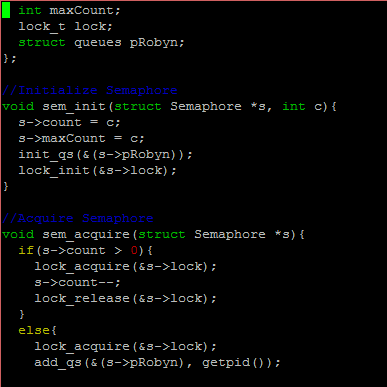 int maxCount;
lock_t lock;
struct queues pRobyn;
};
//Initialize Semaphore
void sem_init(struct Semaphore *s, int c){
s->count = c;
s->maxCount = c;
init_qs(&(s->pRobyn));
lock_init(&s->lock);
}
//Acquire Semaphore
void sem_acquire(struct Semaphore *s){
if(s->count > 0){
lock_acquire(&s->lock);
s->count--;
lock_release(&s->lock);
}
else{
lock_acquire(&s->lock);
add_qs(&(s->pRobyn), getpid());